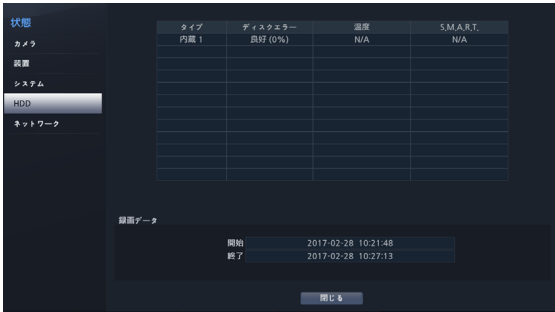 状態
カメラ
装置
システム
HDD
ネットワーク
タイプ ディスクエラー 温度 S.M.A.R.T.
内蔵 1 良好 (0%) N/A N/A
録画データ
開始 2017-02-28 10:21:48
終了 2017-02-28 10:27:13
閉じる